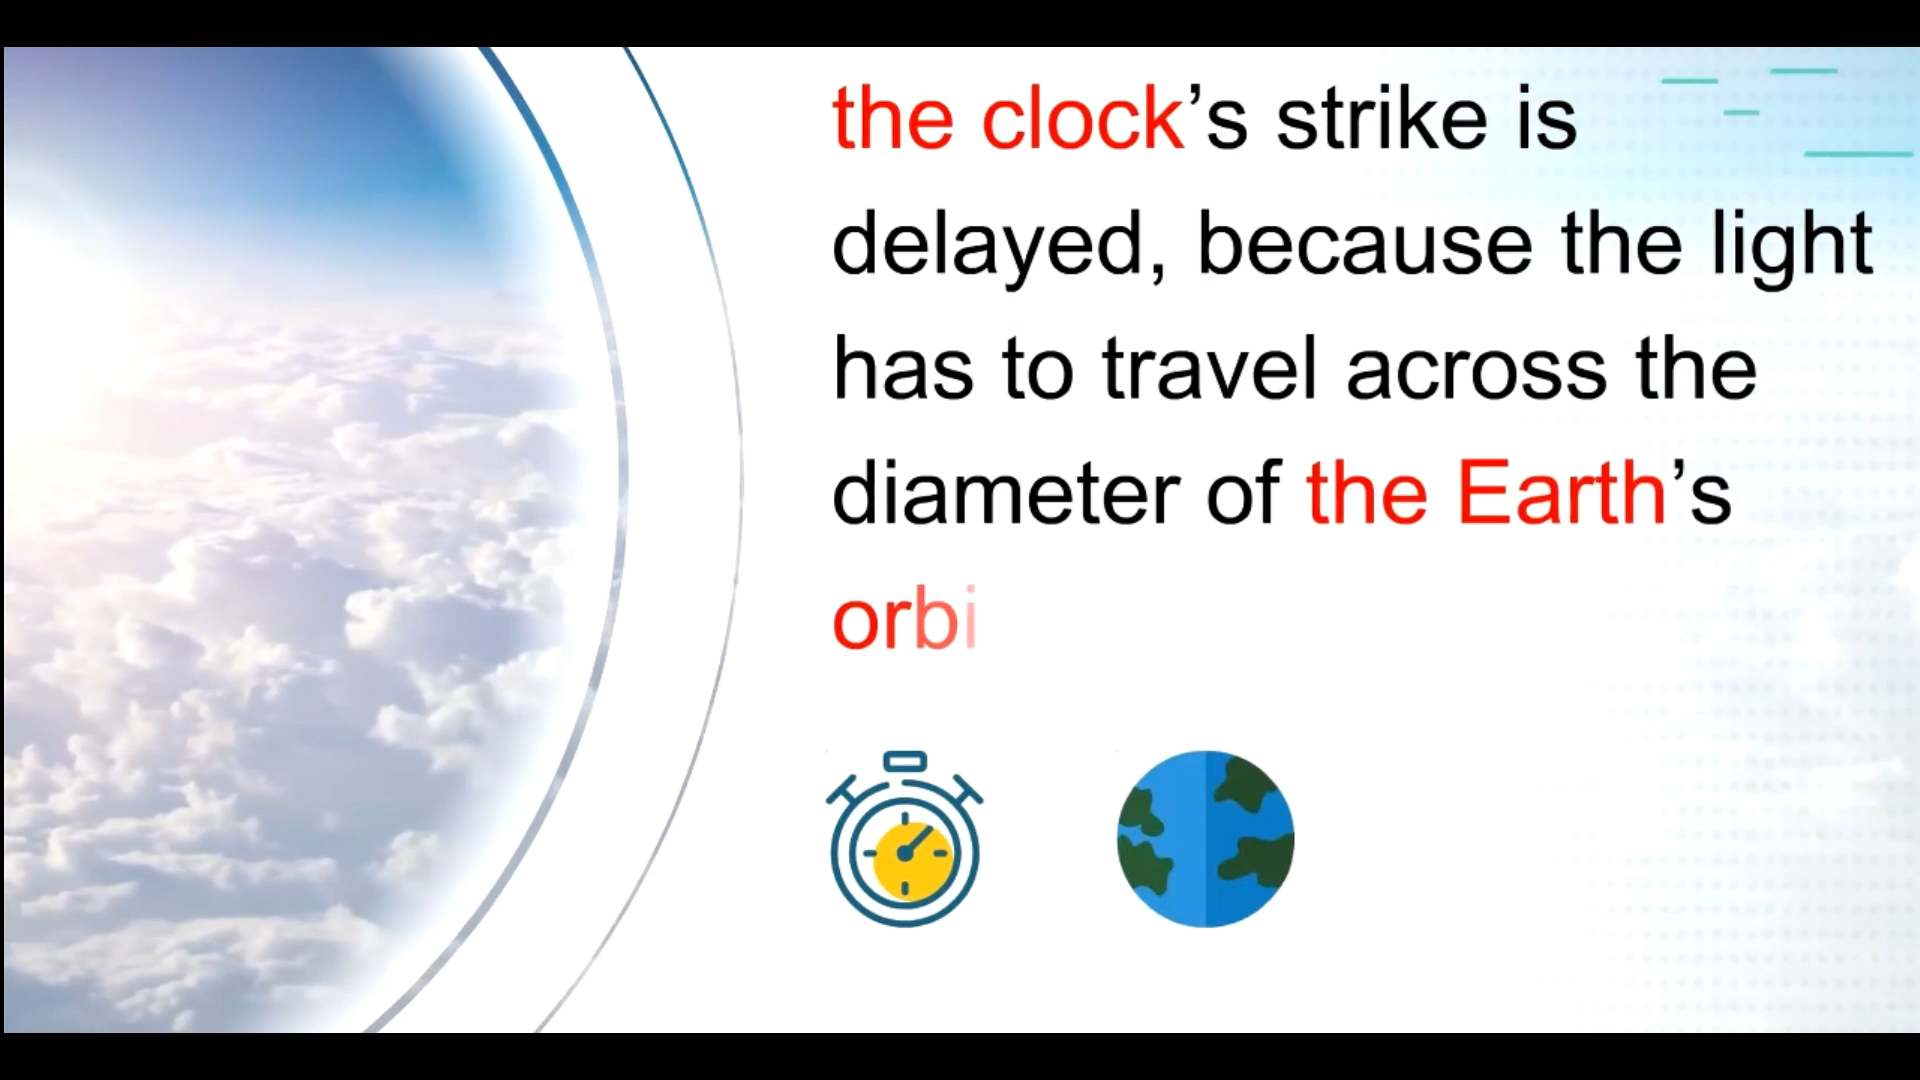 the clock’s strike is
delayed, because the light
has to travel across the
diameter of the Earth’s
orbi